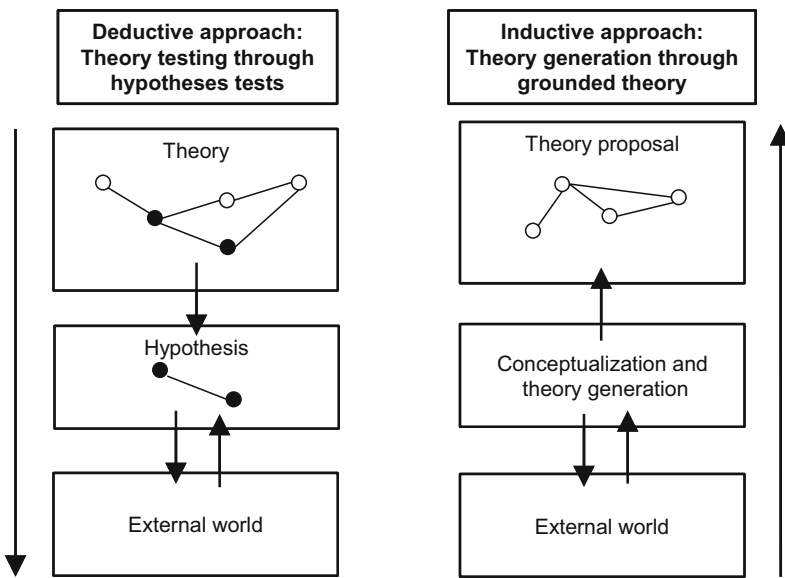 Deductive approach:
Theory testing through
hypotheses tests
Theory
Hypothesis
External world
Inductive approach:
Theory generation through
grounded theory
Theory proposal
Conceptualization and
theory generation
External world